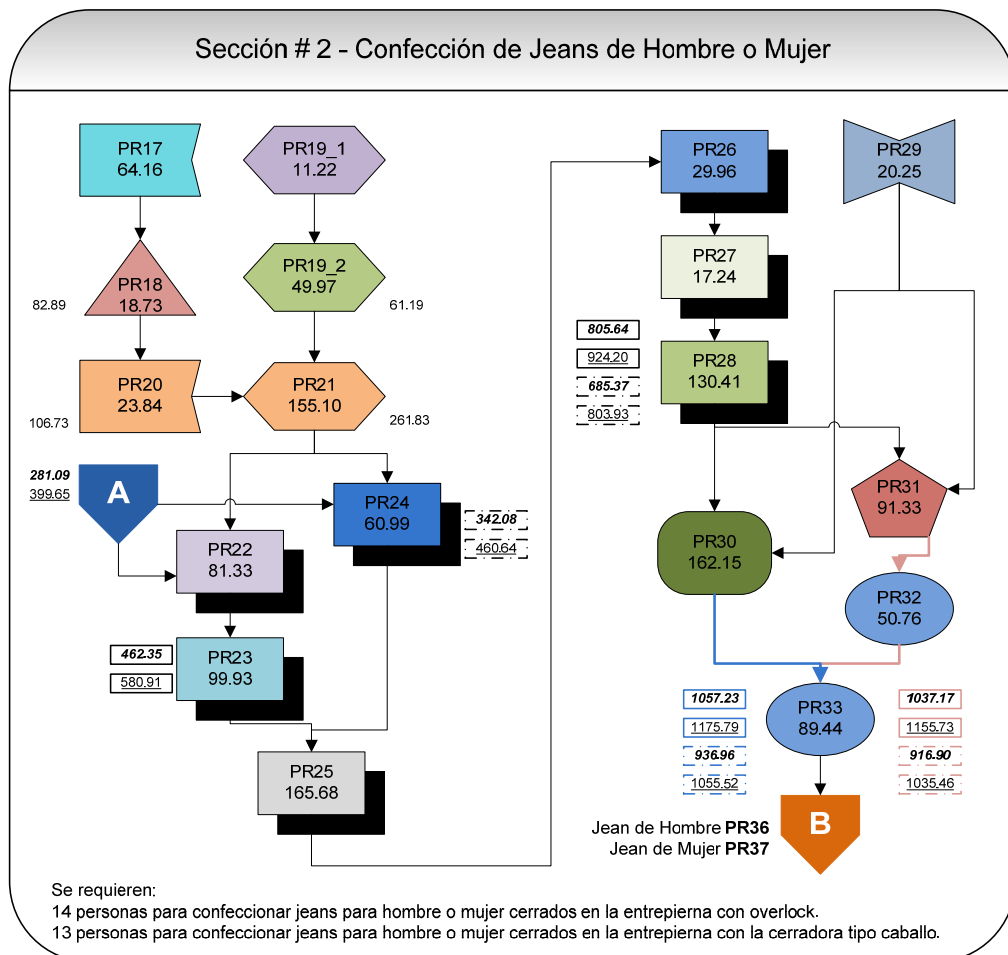 Sección # 2 - Confección de Jeans de Hombre o Mujer
PR17
64.16
PR19_1
11.22
PR18
18.73
82.89
PR19_2
49.97
61.19
PR20
23.84
106.73
PR21
155.10
261.83
A
281.09
399.65
PR24
60.99
342.08
460.64
PR22
81.33
PR23
99.93
462.35
580.91
PR25
165.68
PR26
29.96
PR29
20.25
PR27
17.24
PR28
130.41
805.64
924.20
685.37
803.93
PR31
91.33
PR30
162.15
PR32
50.76
PR33
89.44
1057.23
1175.79
936.96
1055.52
1037.17
1155.73
916.90
1035.46
B
Jean de Hombre PR36
Jean de Mujer PR37
Se requieren:
14 personas para confeccionar jeans para hombre o mujer cerrados en la entrepierna con overlock.
13 personas para confeccionar jeans para hombre o mujer cerrados en la entrepierna con la cerradora tipo caballo.